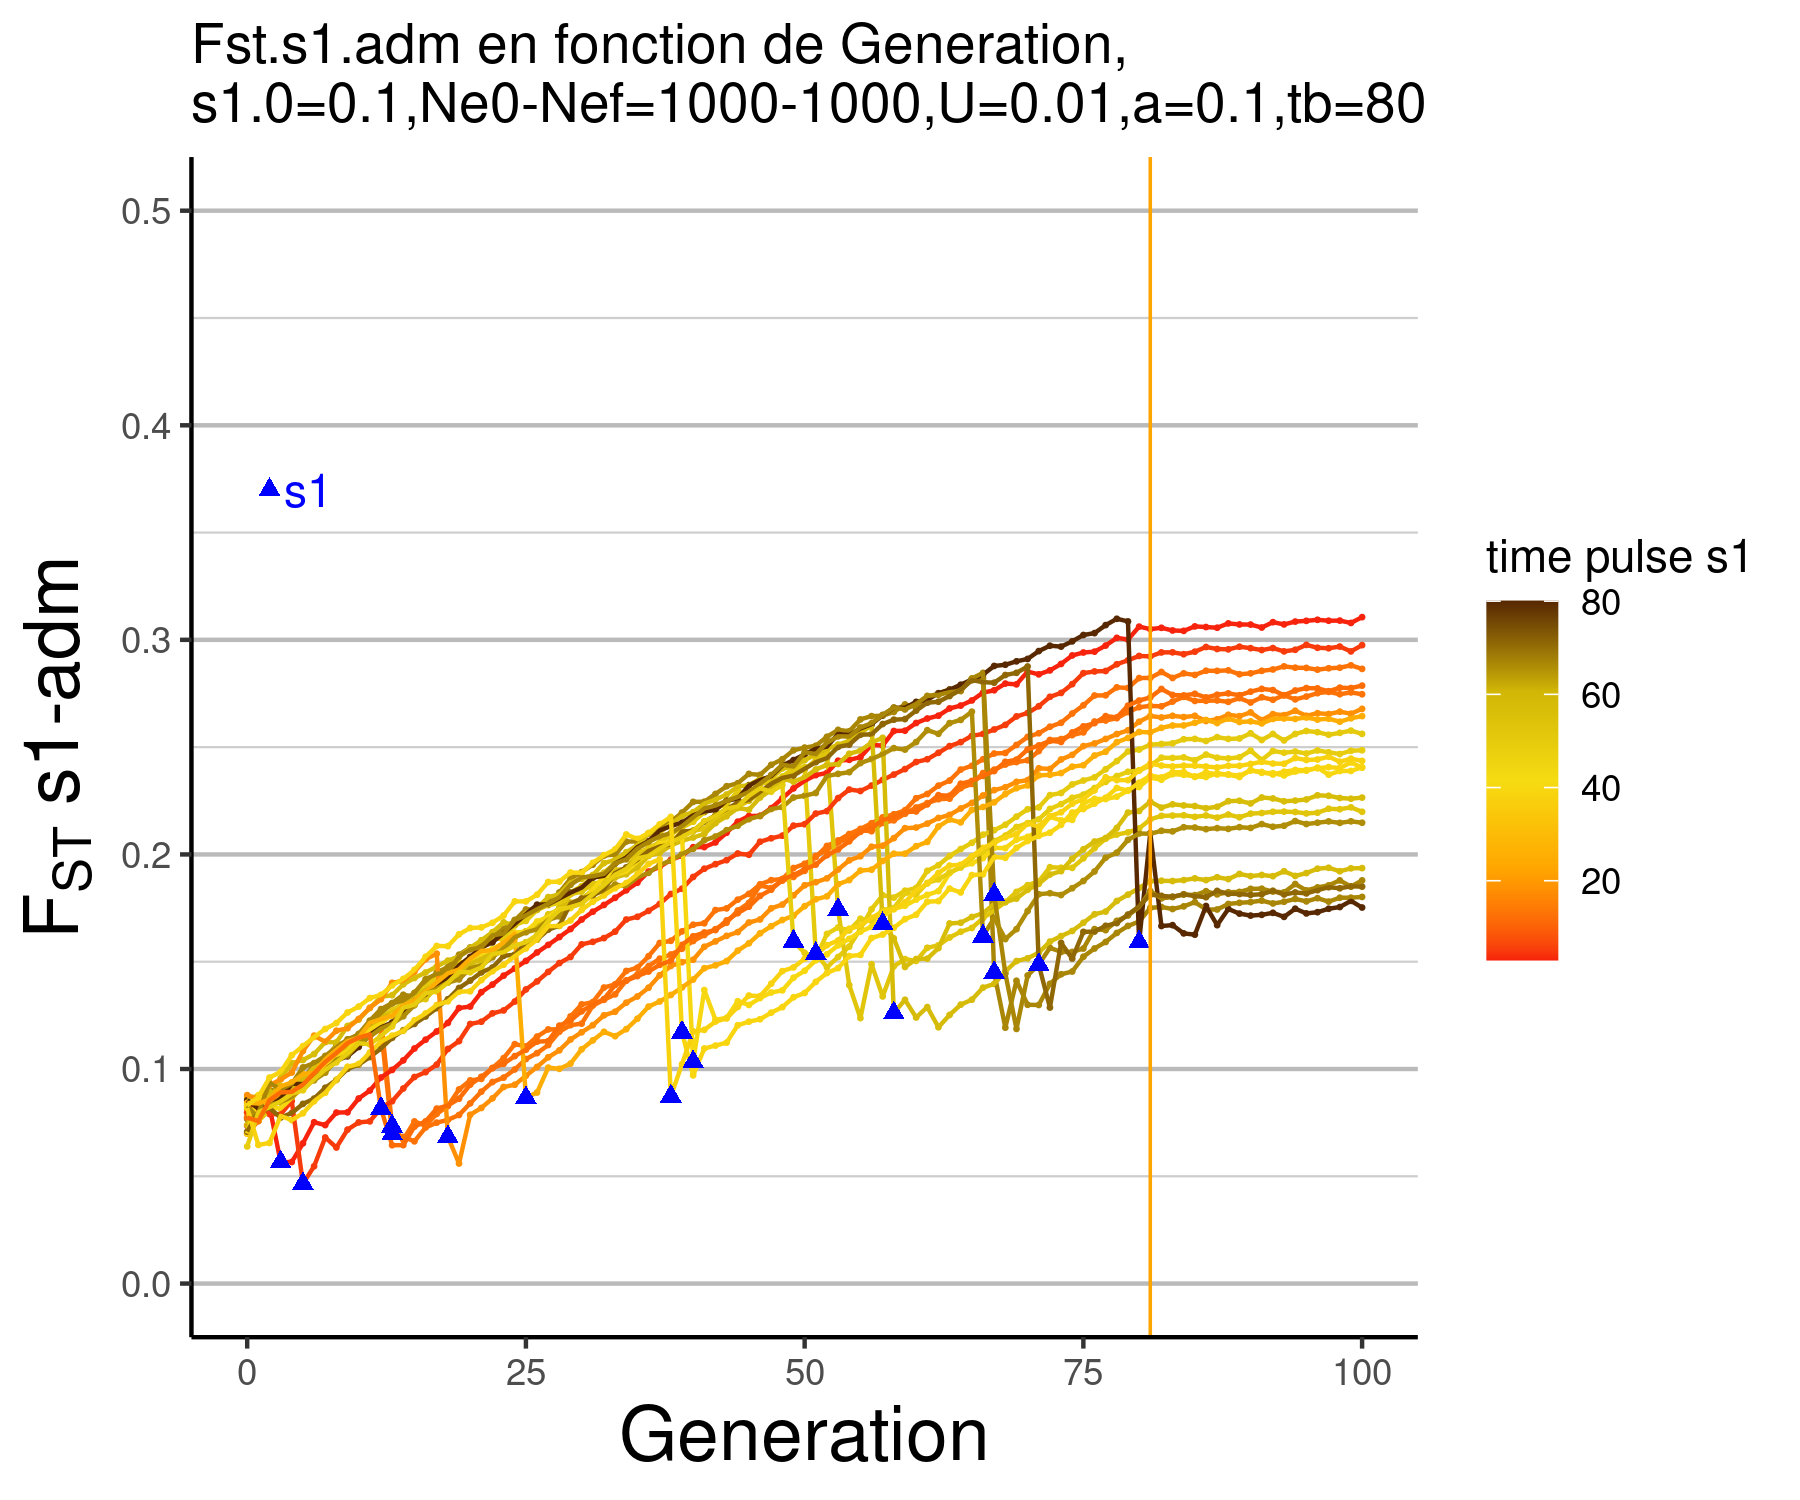 Fst.s1.adm en fonction de Generation,
s1.0=0.1,Ne0-Nef=1000-1000,U=0.01,a=0.1,tb=80
0.5
0.4
0.3
0.2
0.1
0.0
FST s1-adm
s1
0 25 50 75 100
Generation
time pulse s1
80
60
40
20